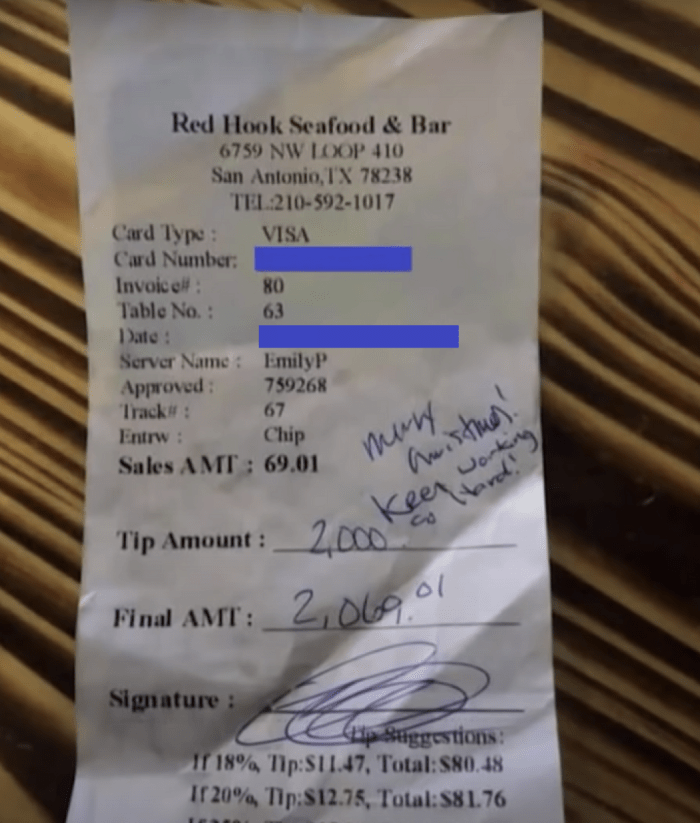 Red Hook Seafood & Bar
6759 NW LOOP 410
San Antonio, TX 78238
TEL:210-592-1017
Card Type : VISA
Card Number:
Invoice# : 80
Table No. : 63
Date :
Server Name : EmilyP
Approved : 759268
Track# : 67
Entrw : Chip
Sales AMT : 69.01
Merry
Christmas!
Keep working
so hard!
Tip Amount : 2,000
Final AMT : 2,069.01
Signature :
Tip Suggestions:
If 18%, Tip:$11.47, Total:$80.48
If 20%, Tip:$12.75, Total:$81.76